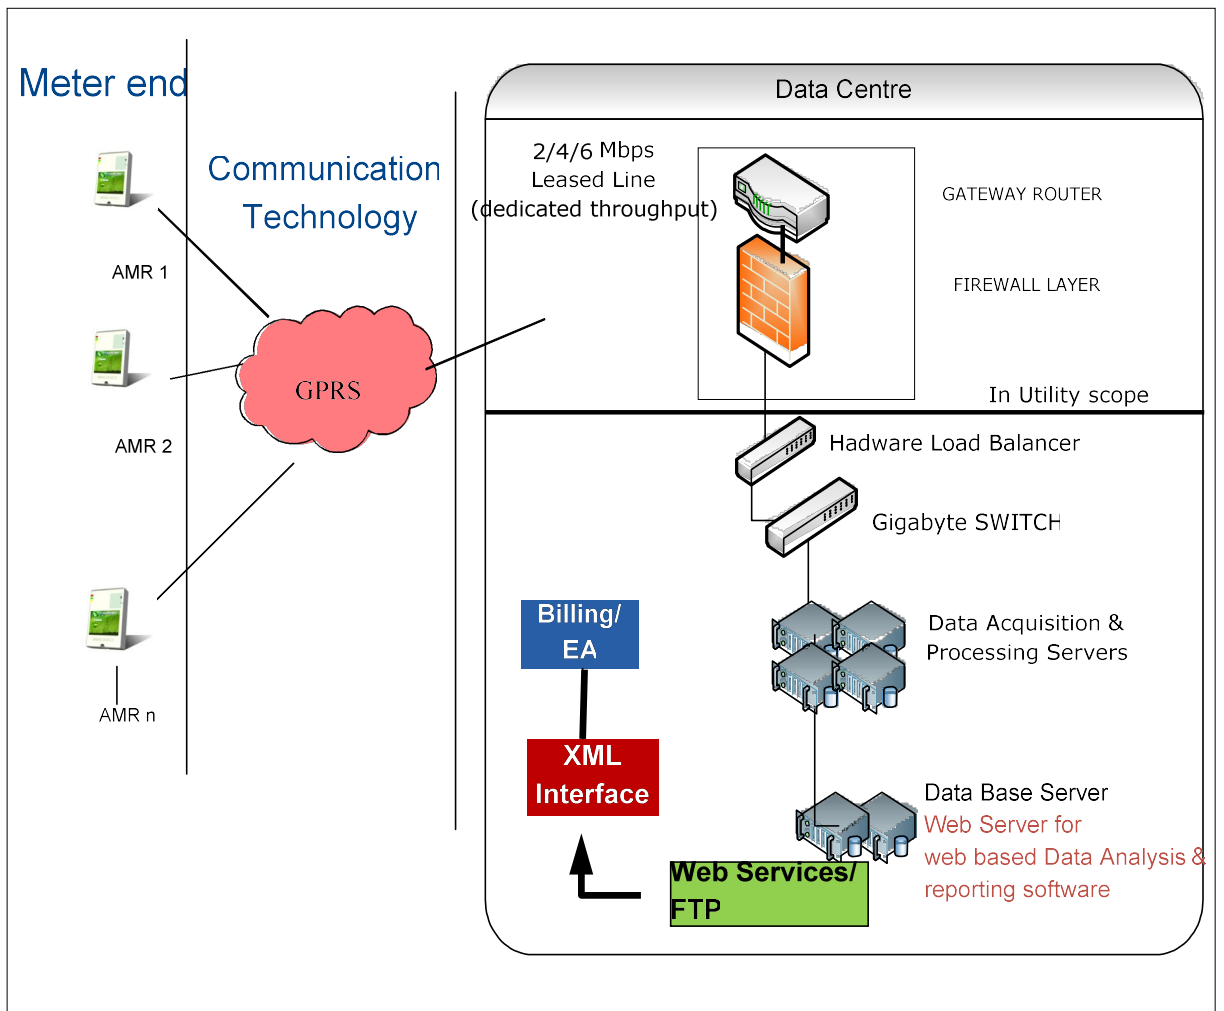 Meter end
Communication
Technology
AMR 1
AMR 2
AMR n
GPRS
Data Centre
2/4/6 Mbps
Leased Line
(dedicated throughput)
GATEWAY ROUTER
FIREWALL LAYER
In Utility scope
Hadware Load Balancer
Gigabyte SWITCH
Data Acquisition &
Processing Servers
Billing/
EA
XML
Interface
Data Base Server
Web Server for
web based Data Analysis &
reporting software
Web Services/
FTP